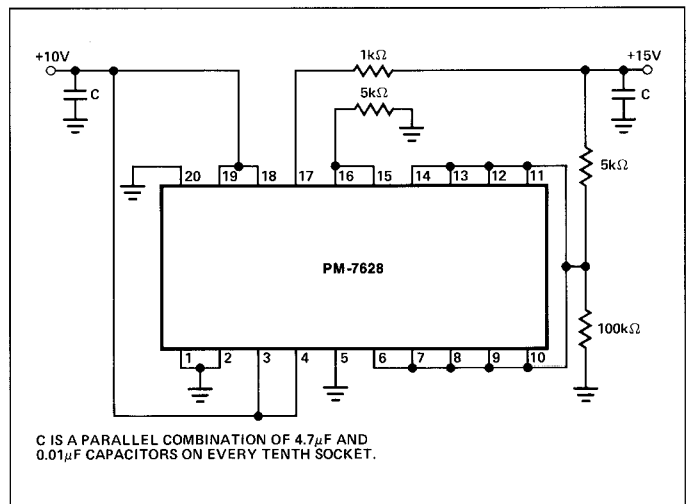 +10V
C
1kΩ
5kΩ
+15V
C
5kΩ
20 19 18 17 16 15 14 13 12 11
PM-7628
100kΩ
1 2 3 4 5 6 7 8 9 10
C IS A PARALLEL COMBINATION OF 4.7μF AND
0.01μF CAPACITORS ON EVERY TENTH SOCKET.